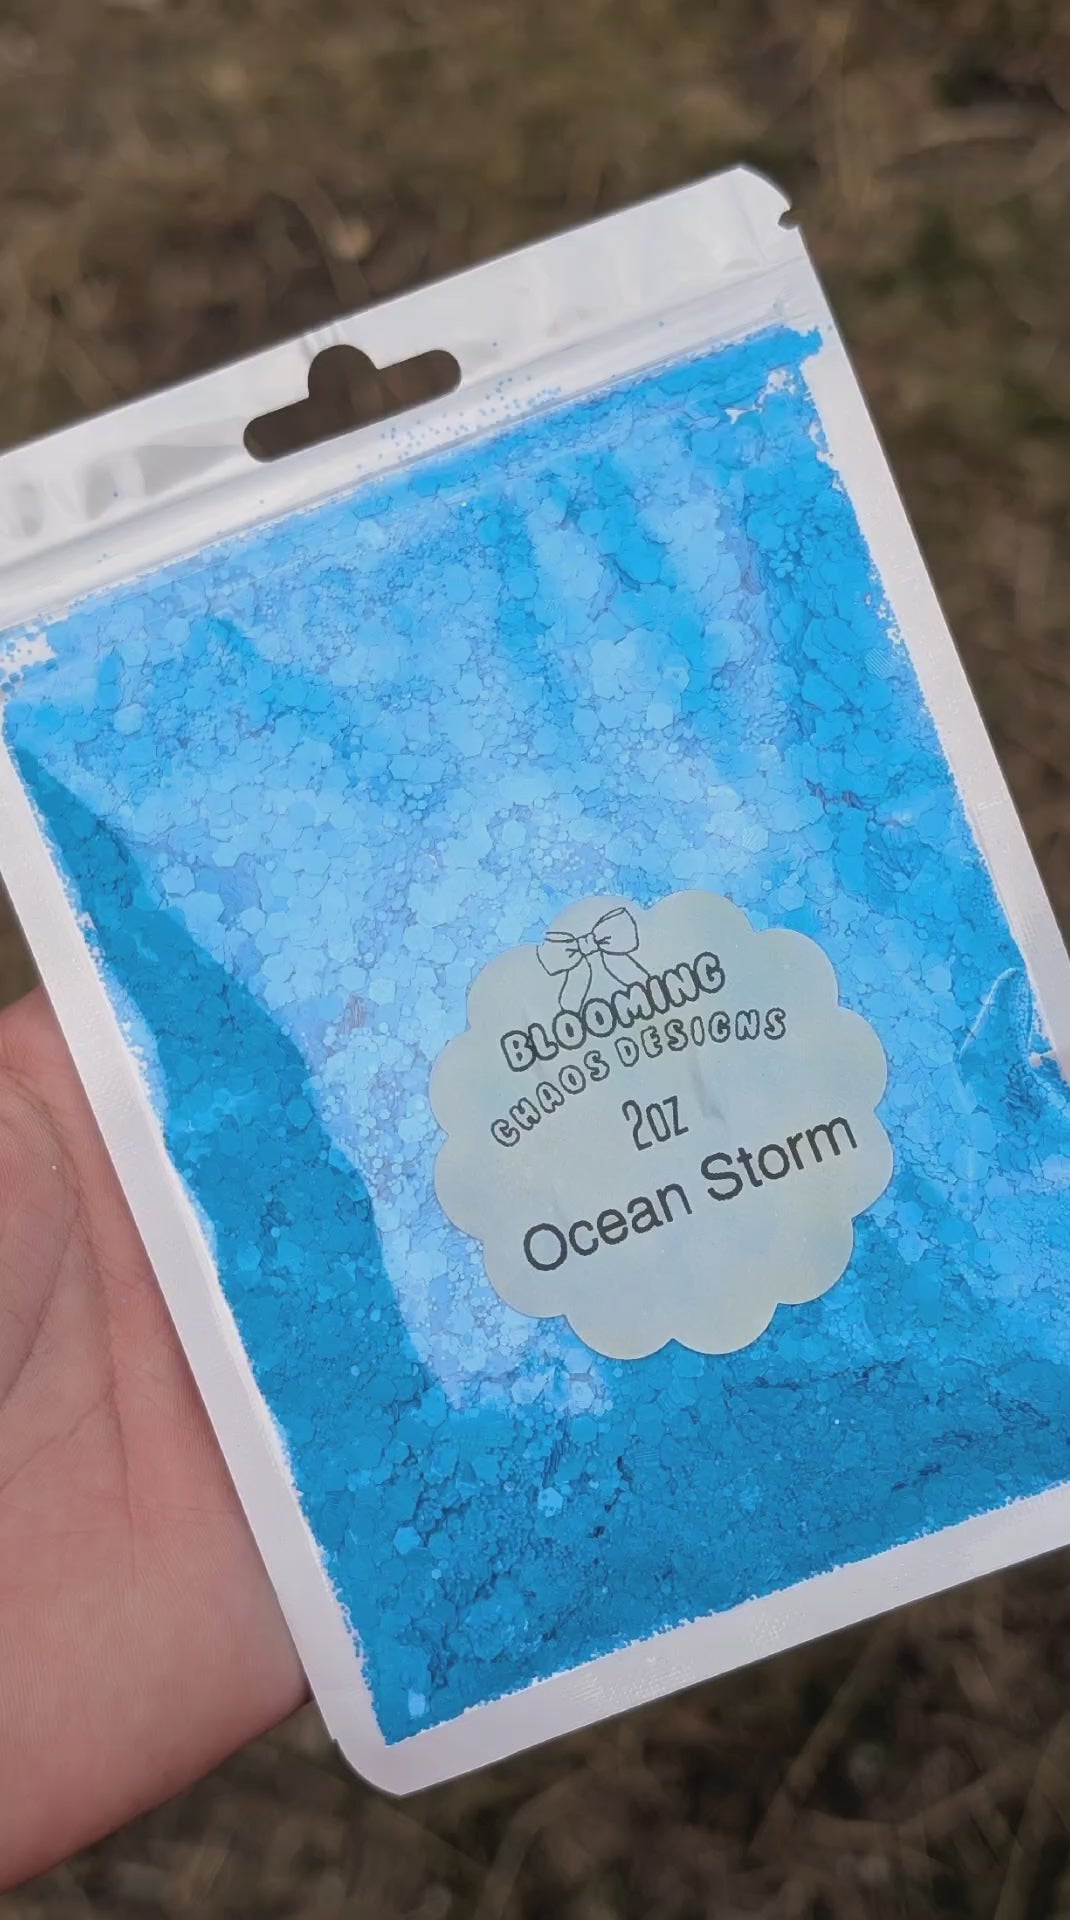 BLOOMING
CHAOS DESIGNS
2oz
Ocean Storm